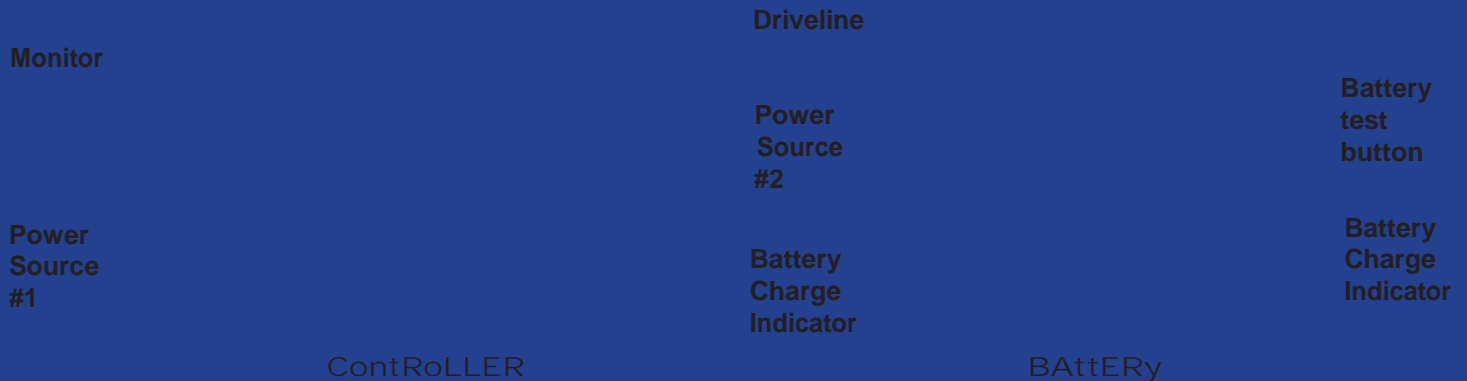 Monitor
Power
Source
#1
Driveline
Power
Source
#2
Battery
Charge
Indicator
Battery
test
button
Battery
Charge
Indicator
ContRoLLER
BAttERy